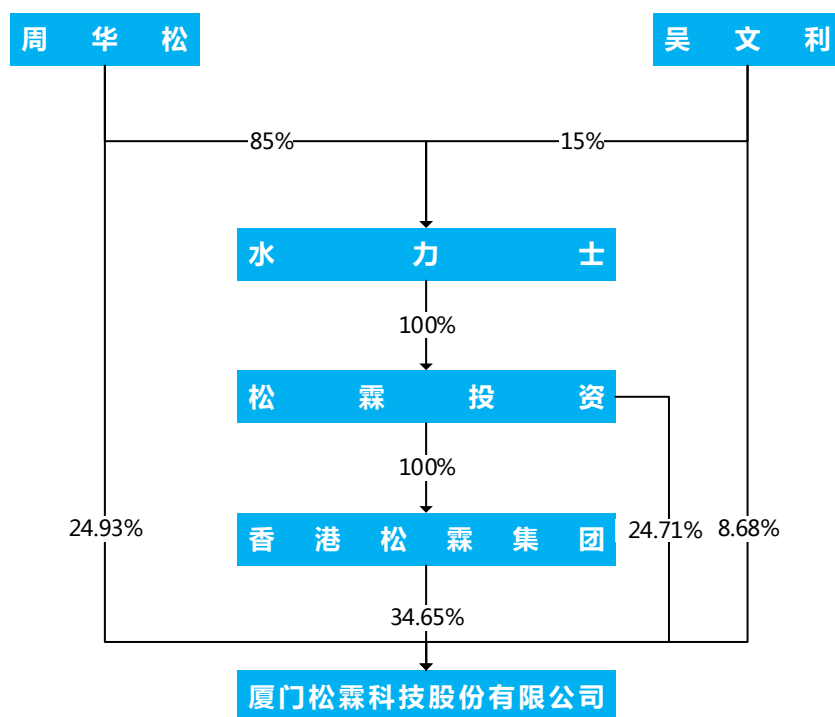 周华松
吴文利
85%
15%
水力士
100%
松霖投资
100%
24.93%
香港松霖集团
24.71%
8.68%
34.65%
厦门松霖科技股份有限公司